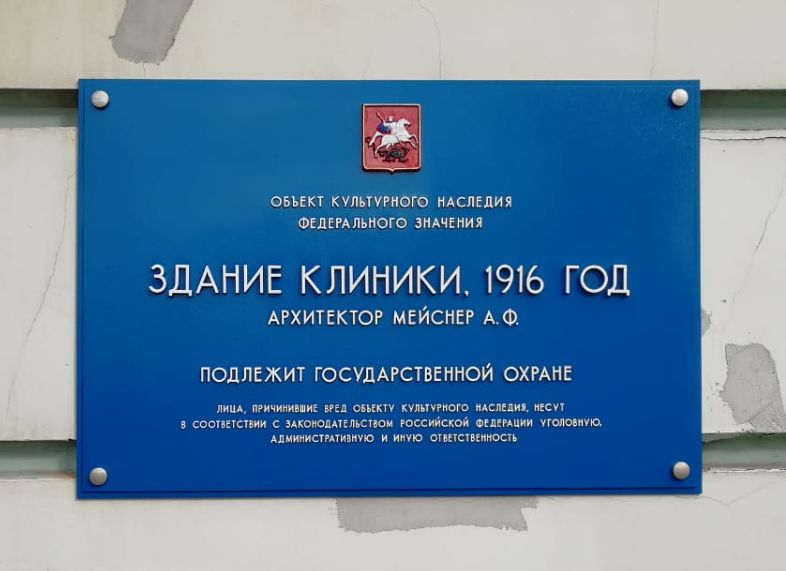 ОБЪЕКТ КУЛЬТУРНОГО НАСЛЕДИЯ
ФЕДЕРАЛЬНОГО ЗНАЧЕНИЯ
ЗДАНИЕ КЛИНИКИ, 1916 ГОД
АРХИТЕКТОР МЕЙСНЕР А.Ф.
ПОДЛЕЖИТ ГОСУДАРСТВЕННОЙ ОХРАНЕ
ЛИЦА, ПРИЧИНИВШИЕ ВРЕД ОБЪЕКТУ КУЛЬТУРНОГО НАСЛЕДИЯ, НЕСУТ
В СООТВЕТСТВИИ С ЗАКОНОДАТЕЛЬСТВОМ РОССИЙСКОЙ ФЕДЕРАЦИИ УГОЛОВНУЮ,
АДМИНИСТРАТИВНУЮ И ИНУЮ ОТВЕТСТВЕННОСТЬ